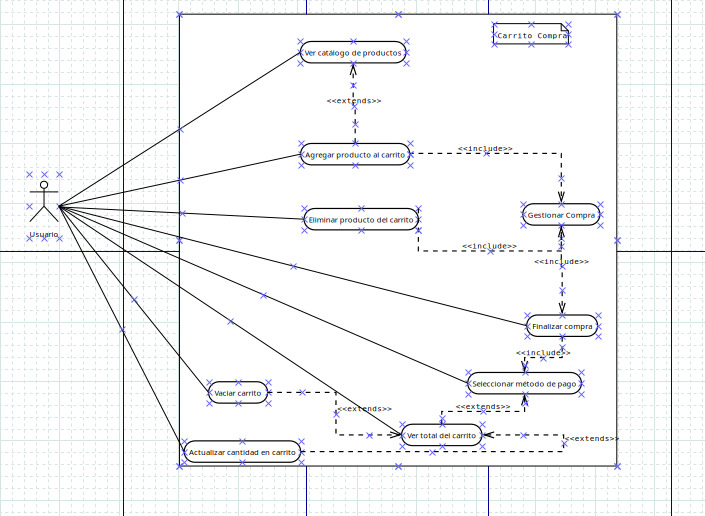 Carrito Compra
Ver catálogo de productos
<<extends>>
Agregar producto al carrito
<<include>>
Eliminar producto del carrito
Gestionar Compra
Usuario
<<include>>
<<include>>
Finalizar compra
<<include>>
Seleccionar método de pago
Vaciar carrito
<<extends>>
<<extends>>
Ver total del carrito
<<extends>>
Actualizar cantidad en carrito